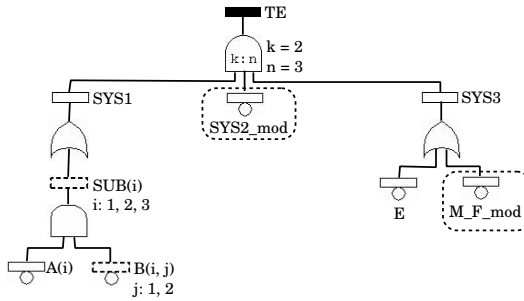 TE
k:n
k = 2
n = 3
SYS1
SYS2_mod
SYS3
SUB(i)
i: 1, 2, 3
E
M_F_mod
A(i)
B(i, j)
j: 1, 2